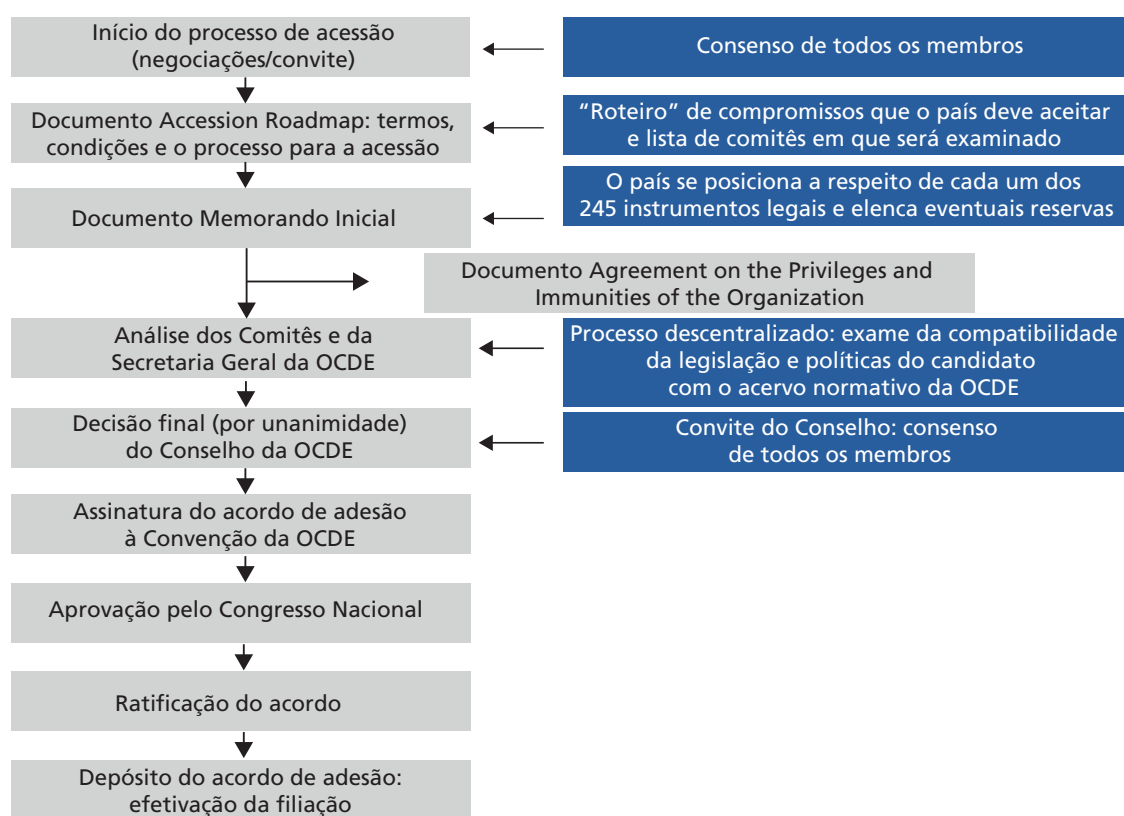 Início do processo de acessão
(negociações/convite)
Consenso de todos os membros
Documento Accession Roadmap: termos,
condições e o processo para a acessão
“Roteiro” de compromissos que o país deve aceitar
e lista de comitês em que será examinado
Documento Memorando Inicial
O país se posiciona a respeito de cada um dos
245 instrumentos legais e elenca eventuais reservas
Documento Agreement on the Privileges and
Immunities of the Organization
Análise dos Comitês e da
Secretaria Geral da OCDE
Processo descentralizado: exame da compatibilidade
da legislação e políticas do candidato
com o acervo normativo da OCDE
Decisão final (por unanimidade)
do Conselho da OCDE
Convite do Conselho: consenso
de todos os membros
Assinatura do acordo de adesão
à Convenção da OCDE
Aprovação pelo Congresso Nacional
Ratificação do acordo
Depósito do acordo de adesão:
efetivação da filiação